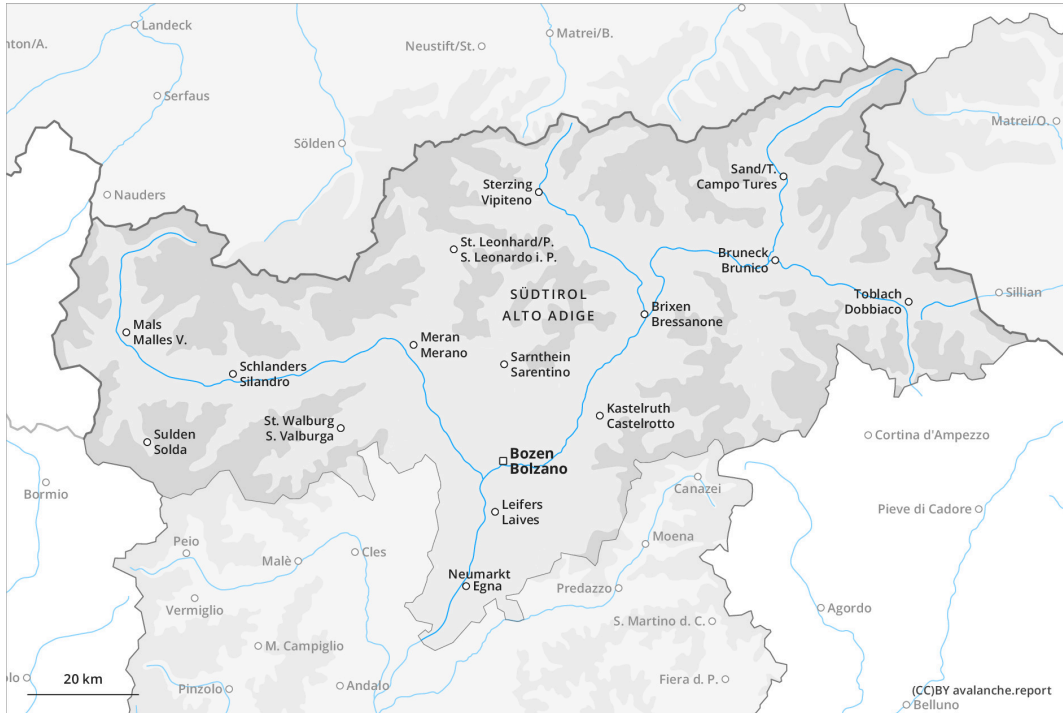 Landeck
Matrei/B.
nton/A.
Neustift/St.
Serfaus
Matrei/O.
Sölden
Sand/T.
Campo Tures
Sterzing
Vipiteno
Nauders
St. Leonhard/P.
S. Leonardo i. P.
Bruneck
Brunico
SÜDTIROL
ALTO ADIGE
Toblach
Dobbiaco
Sillian
Brixen
Bressanone
Mals
Malles V.
Meran
Merano
Sarnthein
Sarentino
Schlanders
Silandro
Kastelruth
Castelrotto
St. Walburg
S. Valburga
Sulden
Solda
Cortina d'Ampezzo
Bozen
Bolzano
Bormio
Canazei
Leifers
Laives
Pieve di Cadore
Moena
Peio
Cles
Malè
Neumarkt
Egna
Predazzo
Vermiglio
Agordo
S. Martino d. C.
M. Campiglio
olo
20 km
Pinzolo
Andalo
Fiera d. P.
(CC)BY avalanche.report
Belluno